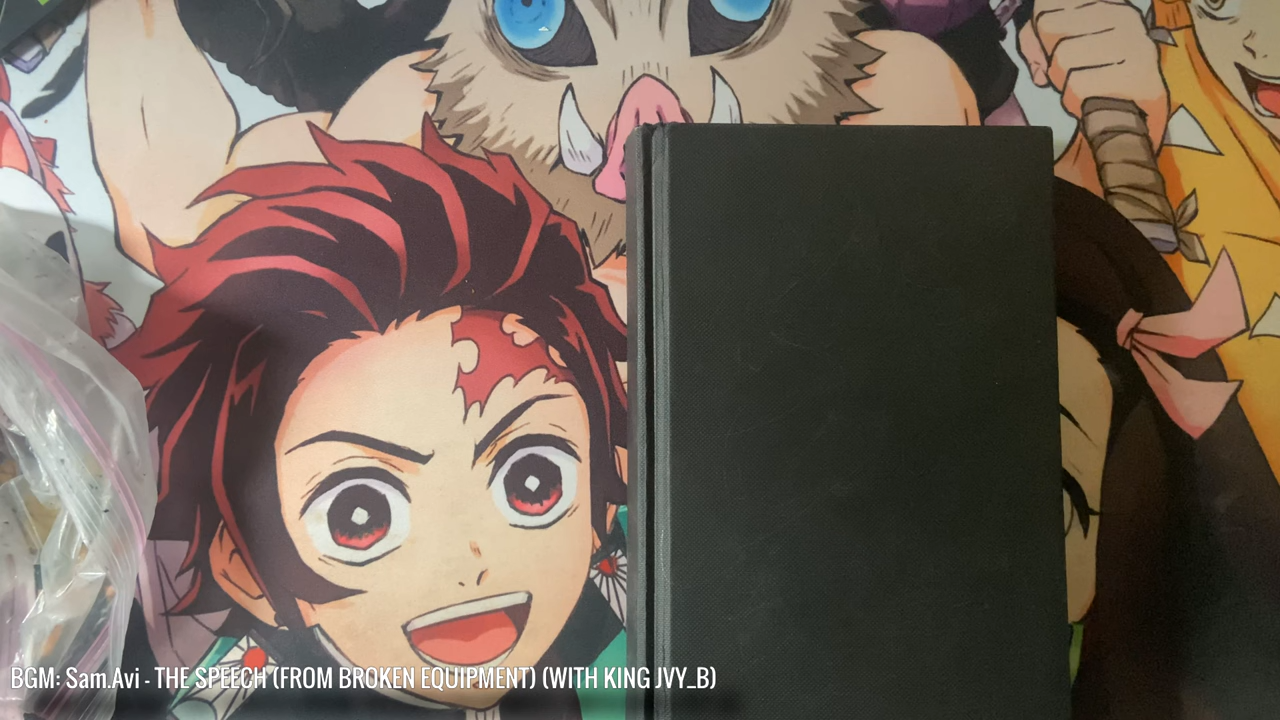 BGM: Sam.Avi - THE SPEECH (FROM BROKEN EQUIPMENT) (WITH KING JVY_B)